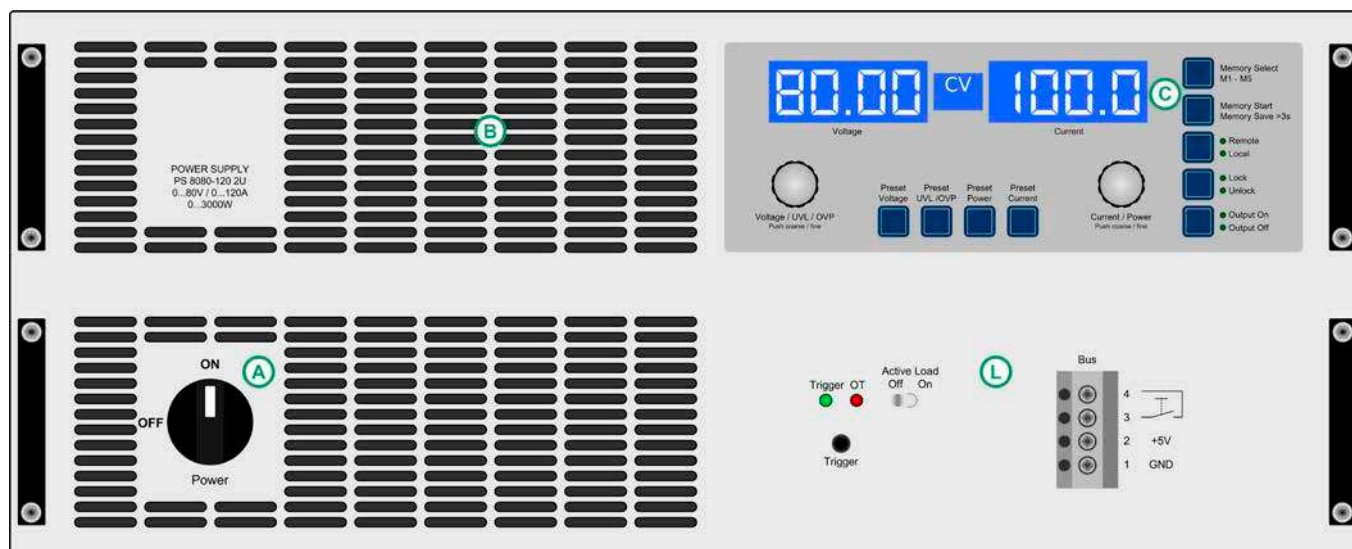 80.00
CV
100.0
C
Voltage
Current
Memory Select
M1 - M5
Memory Start
Memory Save >3s
Remote
Local
Lock
Unlock
Output On
Output Off
B
POWER SUPPLY
PS 8080-120 2U
0...80V / 0...120A
0...3000W
Voltage / UVL / OVP
Push coarse / fine
Preset
Voltage
Preset
UVL /OVP
Preset
Power
Preset
Current
Current / Power
Push coarse / fine
ON
OFF
Power
A
Trigger
OT
Active Load
Off
On
Trigger
L
Bus
4
3
2
+5V
1
GND